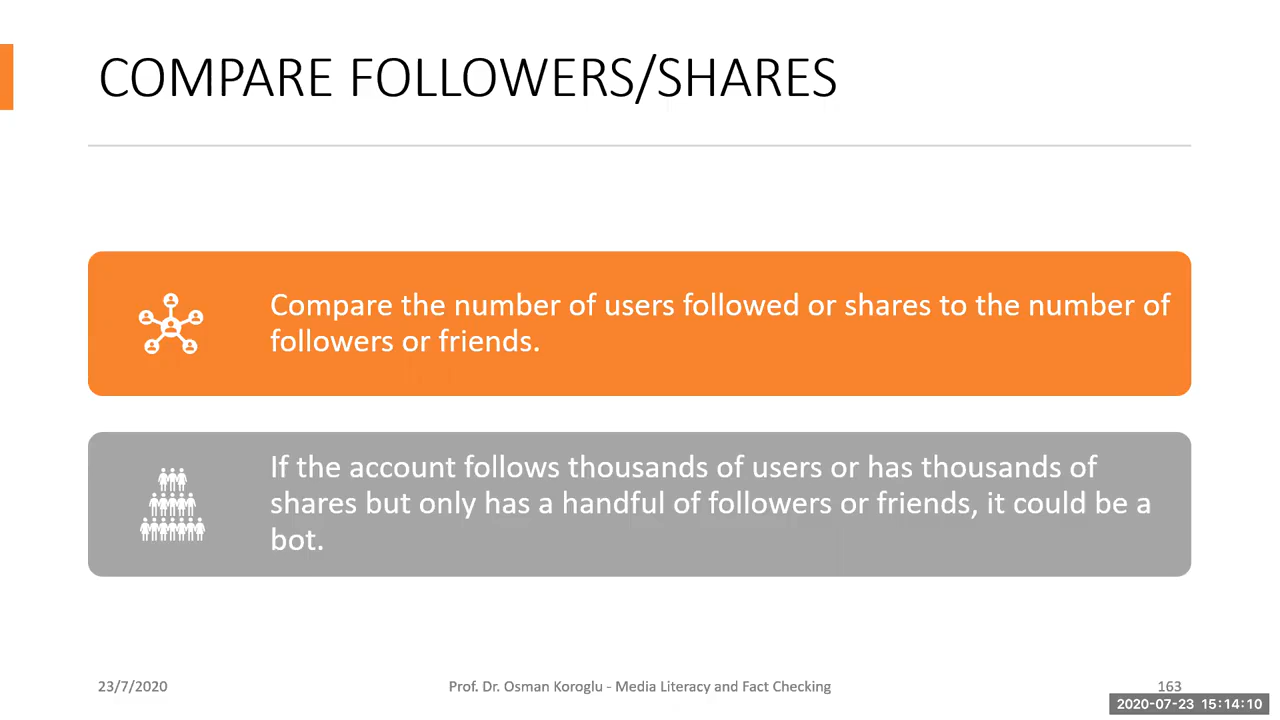 COMPARE FOLLOWERS/SHARES
Compare the number of users followed or shares to the number of
followers or friends.
If the account follows thousands of users or has thousands of
shares but only has a handful of followers or friends, it could be a
bot.
23/7/2020
Prof. Dr. Osman Koroglu - Media Literacy and Fact Checking
163
2020-07-23 15:14:10